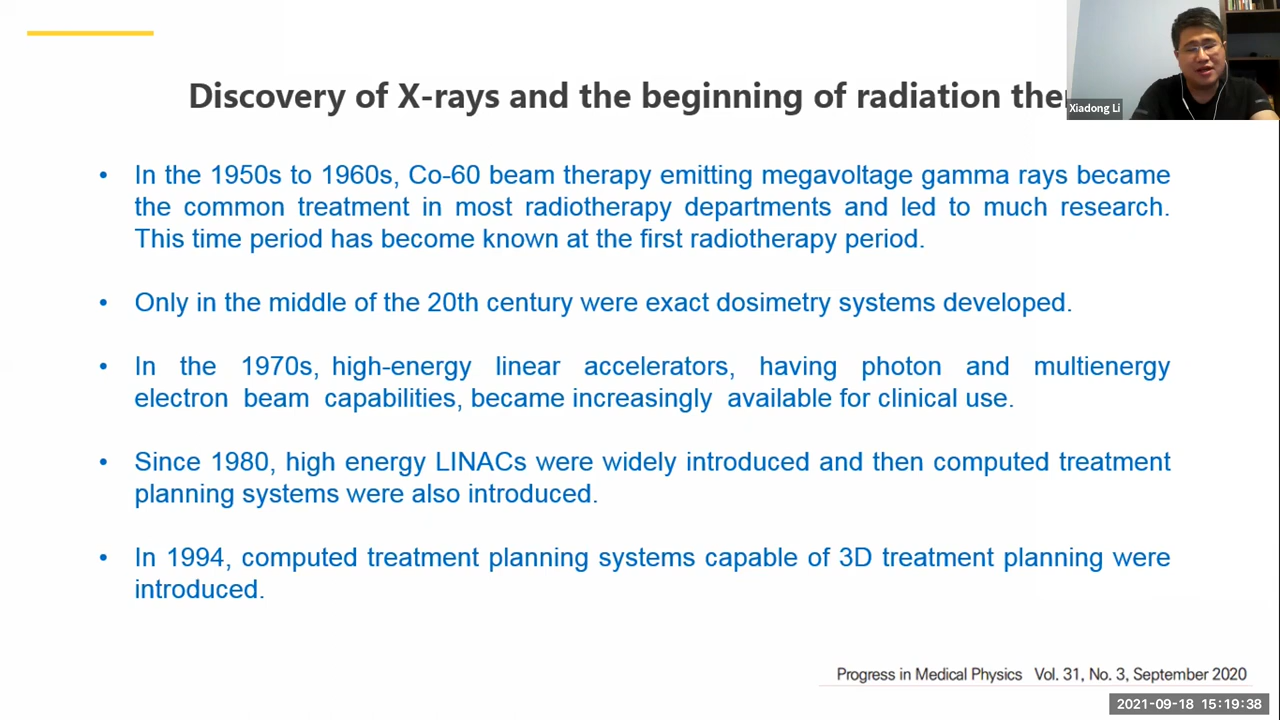 Discovery of X-rays and the beginning of radiation
Xiadong Li
• In the 1950s to 1960s, Co-60 beam therapy emitting megavoltage gamma rays became
the common treatment in most radiotherapy departments and led to much research.
This time period has become known at the first radiotherapy period.
• Only in the middle of the 20th century were exact dosimetry systems developed.
• In the 1970s, high-energy linear accelerators, having photon and multienergy
electron beam capabilities, became increasingly available for clinical use.
• Since 1980, high energy LINACs were widely introduced and then computed treatment
planning systems were also introduced.
• In 1994, computed treatment planning systems capable of 3D treatment planning were
introduced.
Progress in Medical Physics Vol. 31, No. 3, September 2020
2021-09-18 15:19:38